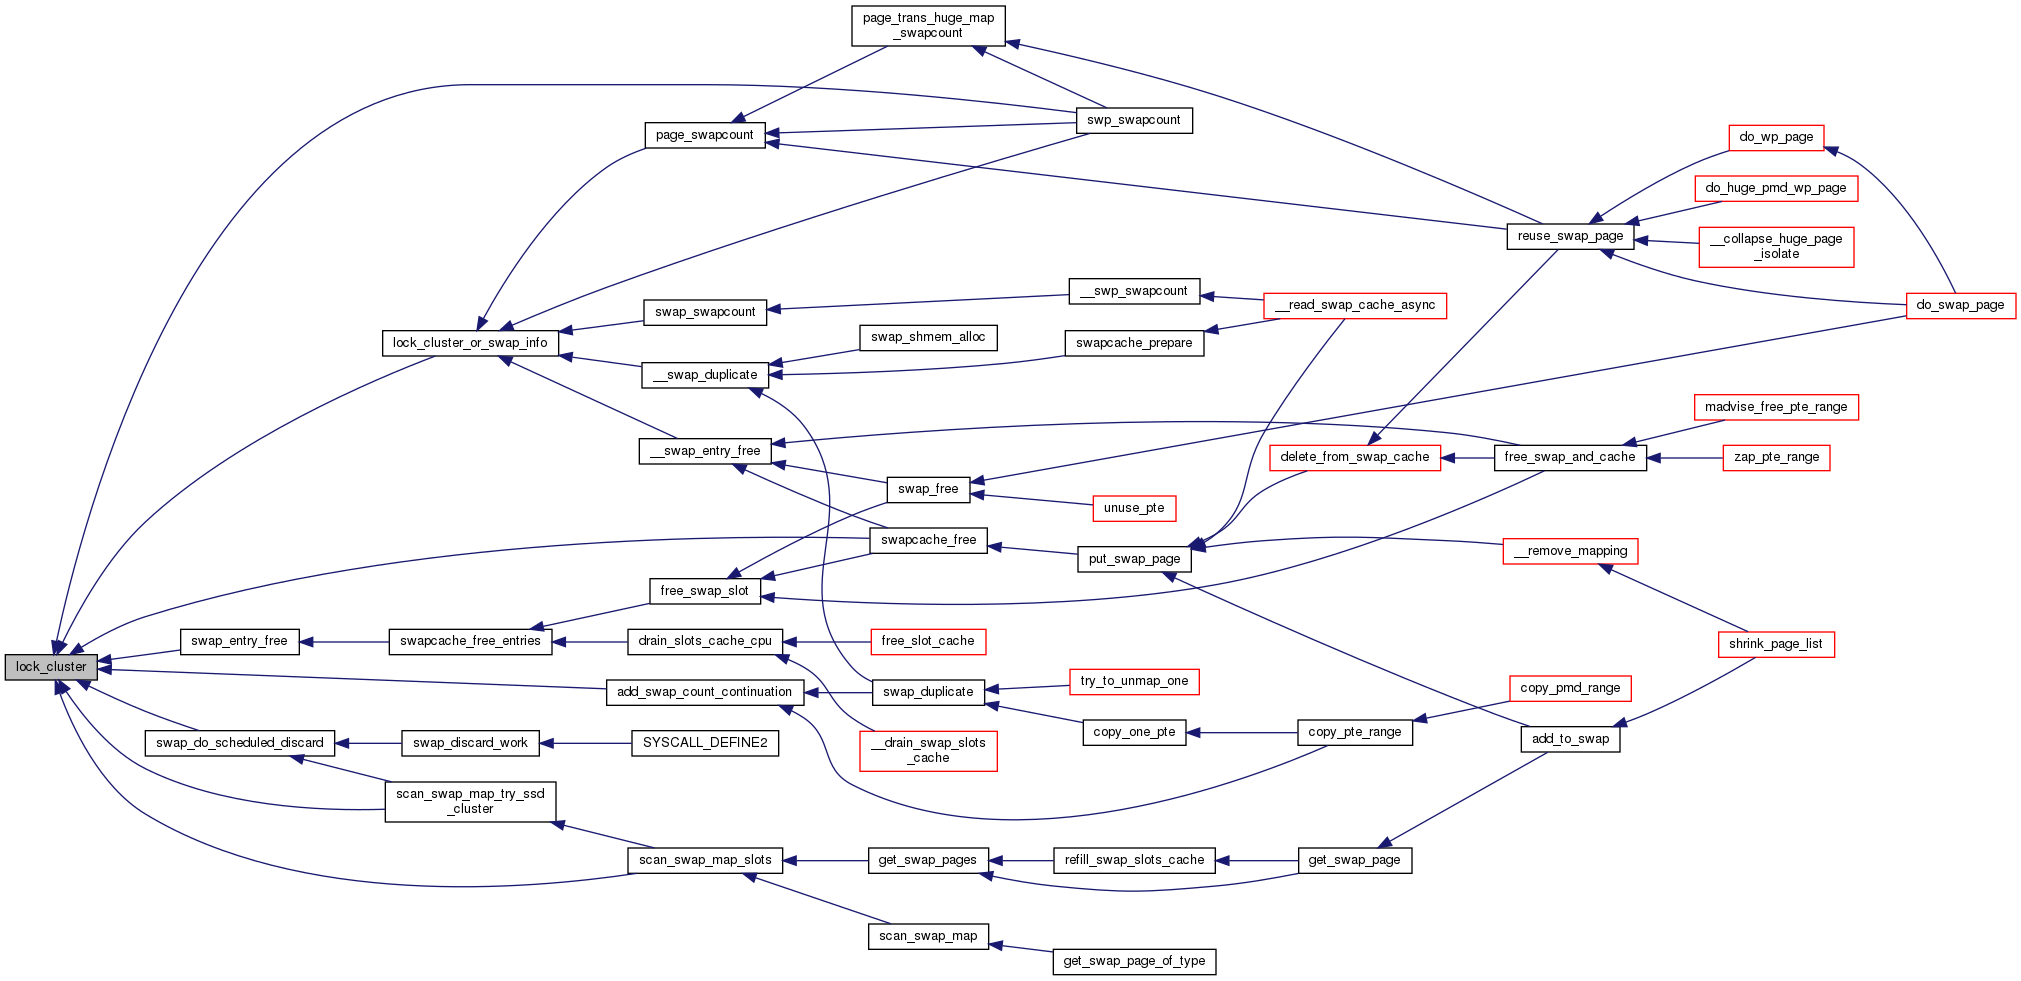 page_trans_huge_map
_swapcount
swp_swapcount
page_swapcount
do_wp_page
do_huge_pmd_wp_page
reuse_swap_page
__collapse_huge_page
_isolate
__swp_swapcount
swap_swapcount
__read_swap_cache_async
do_swap_page
lock_cluster_or_swap_info
swap_shmem_alloc
swapcache_prepare
__swap_duplicate
madvise_free_pte_range
__swap_entry_free
delete_from_swap_cache
free_swap_and_cache
zap_pte_range
swap_free
unuse_pte
swapcache_free
put_swap_page
__remove_mapping
free_swap_slot
swap_entry_free
swapcache_free_entries
drain_slots_cache_cpu
free_slot_cache
shrink_page_list
lock_cluster
add_swap_count_continuation
swap_duplicate
try_to_unmap_one
copy_pmd_range
swap_do_scheduled_discard
swap_discard_work
SYSCALL_DEFINE2
__drain_swap_slots
_cache
copy_one_pte
copy_pte_range
add_to_swap
scan_swap_map_try_ssd
_cluster
scan_swap_map_slots
get_swap_pages
refill_swap_slots_cache
get_swap_page
scan_swap_map
get_swap_page_of_type